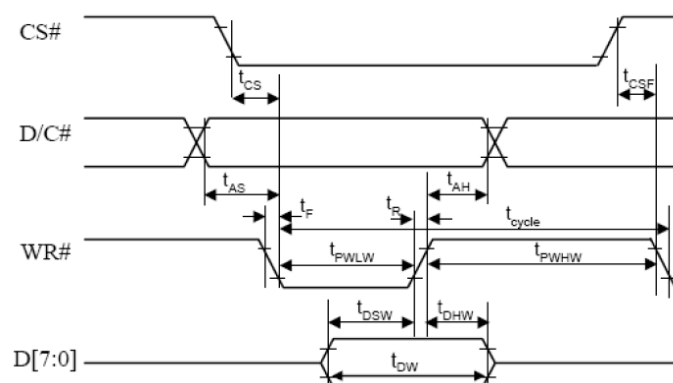 CS#
tCS
tCSF
D/C#
tAS
tF
tR
tAH
tcycle
WR#
tPWLW
tPWHW
tDSW
tDHW
D[7:0]
tDW